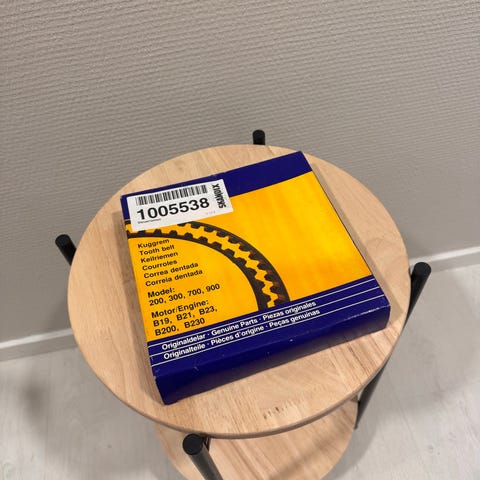 SKANDIX
1005538
Kuggrem
Tooth belt
Keilriemen
Courroies
Correa dentada
Correia dentada
Model:
200, 300, 700, 900
Motor/Engine:
B19, B21, B23,
B200, B230
Originaldelar · Genuine Parts · Piezas originales
Originalteile · Pièces d'origine · Peças genuinas